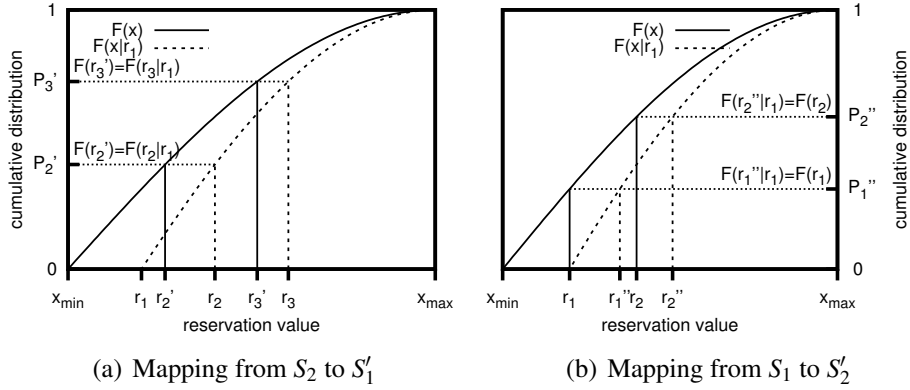 1
F(x)
F(x|r1)
F(r3')=F(r3|r1)
P3'
F(r2')=F(r2|r1)
P2'
cumulative distribution
0
xmin r1 r2' r2 r3' r3 xmax
reservation value
(a) Mapping from S2 to S1'
1
F(x)
F(x|r1)
F(r2''|r1)=F(r2)
P2''
F(r1''|r1)=F(r1)
P1''
cumulative distribution
0
xmin r1 r1'' r2 r2'' xmax
reservation value
(b) Mapping from S1 to S2'